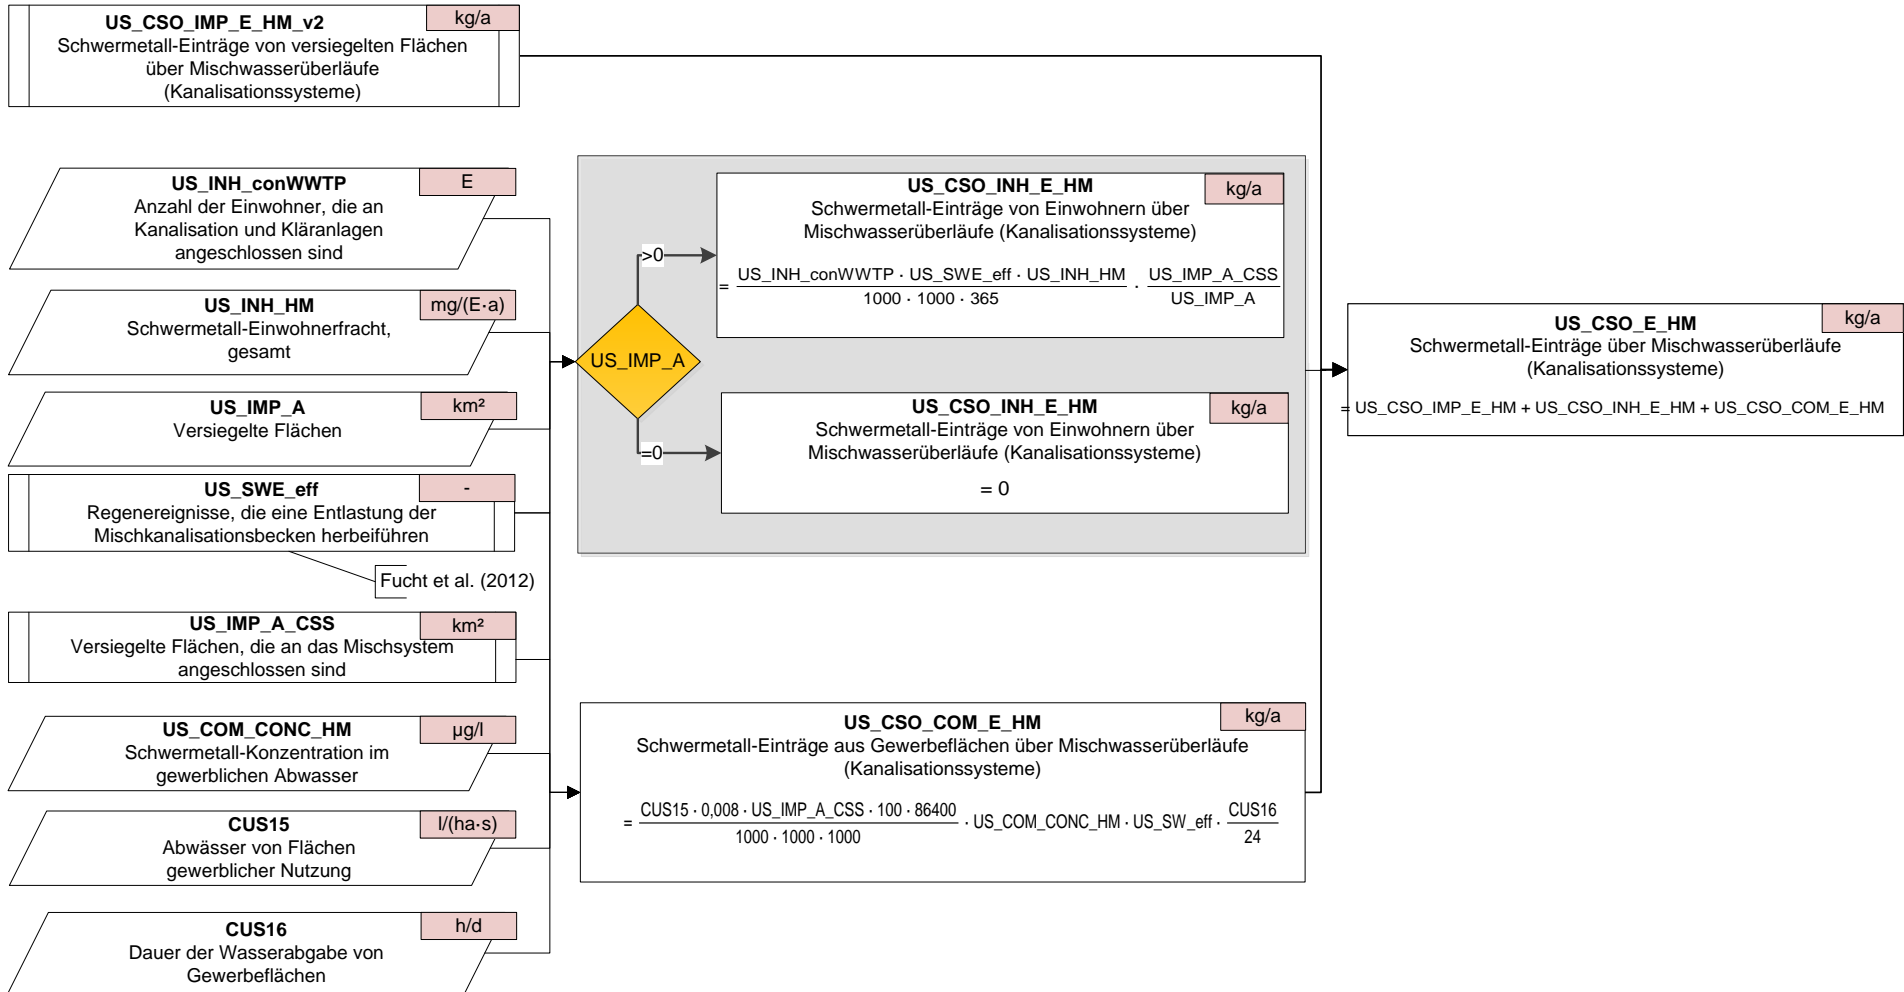 US_CSO_IMP_E_HM_v2
kg/a
Schwermetall-Einträge von versiegelten Flächen
über Mischwasserüberläufe
(Kanalisationssysteme)
US_INH_conWWTP
E
Anzahl der Einwohner, die an
Kanalisation und Kläranlagen
angeschlossen sind
US_INH_HM
mg/(E·a)
Schwermetall-Einwohnerfracht,
gesamt
US_IMP_A
km²
Versiegelte Flächen
US_SWE_eff
-
Regenereignisse, die eine Entlastung der
Mischkanalisationsbecken herbeiführen
Fucht et al. (2012)
US_IMP_A_CSS
km²
Versiegelte Flächen, die an das Mischsystem
angeschlossen sind
US_COM_CONC_HM
µg/l
Schwermetall-Konzentration im
gewerblichen Abwasser
CUS15
l/(ha·s)
Abwässer von Flächen
gewerblicher Nutzung
CUS16
h/d
Dauer der Wasserabgabe von
Gewerbeflächen
US_IMP_A
>0
=0
US_CSO_INH_E_HM
kg/a
Schwermetall-Einträge von Einwohnern über
Mischwasserüberläufe (Kanalisationssysteme)
= US_INH_conWWTP · US_SWE_eff · US_INH_HM / 1000 · 1000 · 365 · US_IMP_A_CSS / US_IMP_A
US_CSO_INH_E_HM
kg/a
Schwermetall-Einträge von Einwohnern über
Mischwasserüberläufe (Kanalisationssysteme)
= 0
US_CSO_COM_E_HM
kg/a
Schwermetall-Einträge aus Gewerbeflächen über Mischwasserüberläufe
(Kanalisationssysteme)
= CUS15 · 0,008 · US_IMP_A_CSS · 100 · 86400 / 1000 · 1000 · 1000 · US_COM_CONC_HM · US_SW_eff · CUS16 / 24
US_CSO_E_HM
kg/a
Schwermetall-Einträge über Mischwasserüberläufe
(Kanalisationssysteme)
= US_CSO_IMP_E_HM + US_CSO_INH_E_HM + US_CSO_COM_E_HM